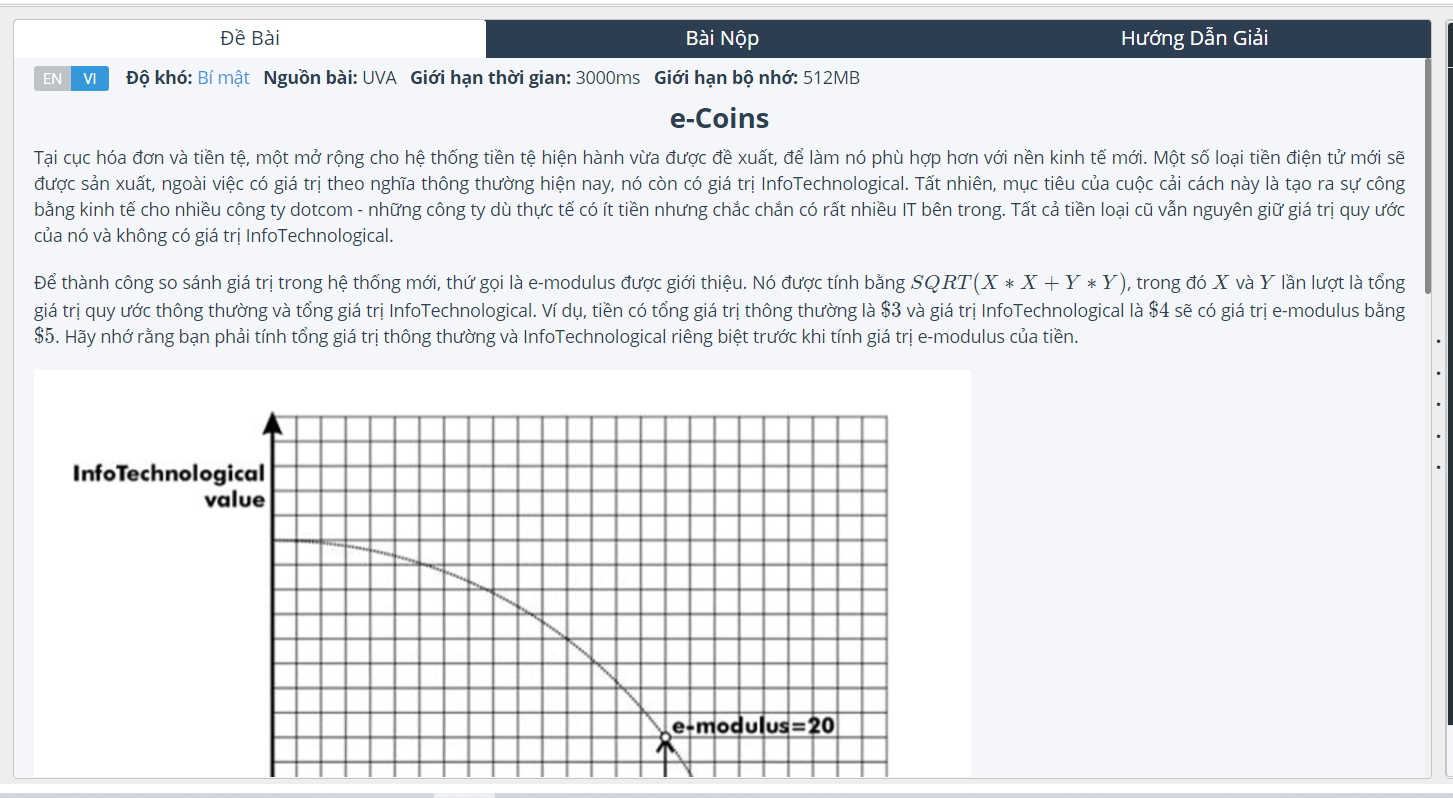 Đề Bài
Bài Nộp
Hướng Dẫn Giải
EN VI Độ khó: Bí mật Nguồn bài: UVA Giới hạn thời gian: 3000ms Giới hạn bộ nhớ: 512MB
e-Coins
Tại cục hóa đơn và tiền tệ, một mở rộng cho hệ thống tiền tệ hiện hành vừa được đề xuất, để làm nó phù hợp hơn với nền kinh tế mới. Một số loại tiền điện tử mới sẽ
được sản xuất, ngoài việc có giá trị theo nghĩa thông thường hiện nay, nó còn có giá trị InfoTechnological. Tất nhiên, mục tiêu của cuộc cải cách này là tạo ra sự công
bằng kinh tế cho nhiều công ty dotcom - những công ty dù thực tế có ít tiền nhưng chắc chắn có rất nhiều IT bên trong. Tất cả tiền loại cũ vẫn nguyên giữ giá trị quy ước
của nó và không có giá trị InfoTechnological.
Để thành công so sánh giá trị trong hệ thống mới, thứ gọi là e-modulus được giới thiệu. Nó được tính bằng SQRT(X ∗ X + Y ∗ Y), trong đó X và Y lần lượt là tổng
giá trị quy ước thông thường và tổng giá trị InfoTechnological. Ví dụ, tiền có tổng giá trị thông thường là $3 và giá trị InfoTechnological là $4 sẽ có giá trị e-modulus bằng
$5. Hãy nhớ rằng bạn phải tính tổng giá trị thông thường và InfoTechnological riêng biệt trước khi tính giá trị e-modulus của tiền.
InfoTechnological
value
e-modulus=20